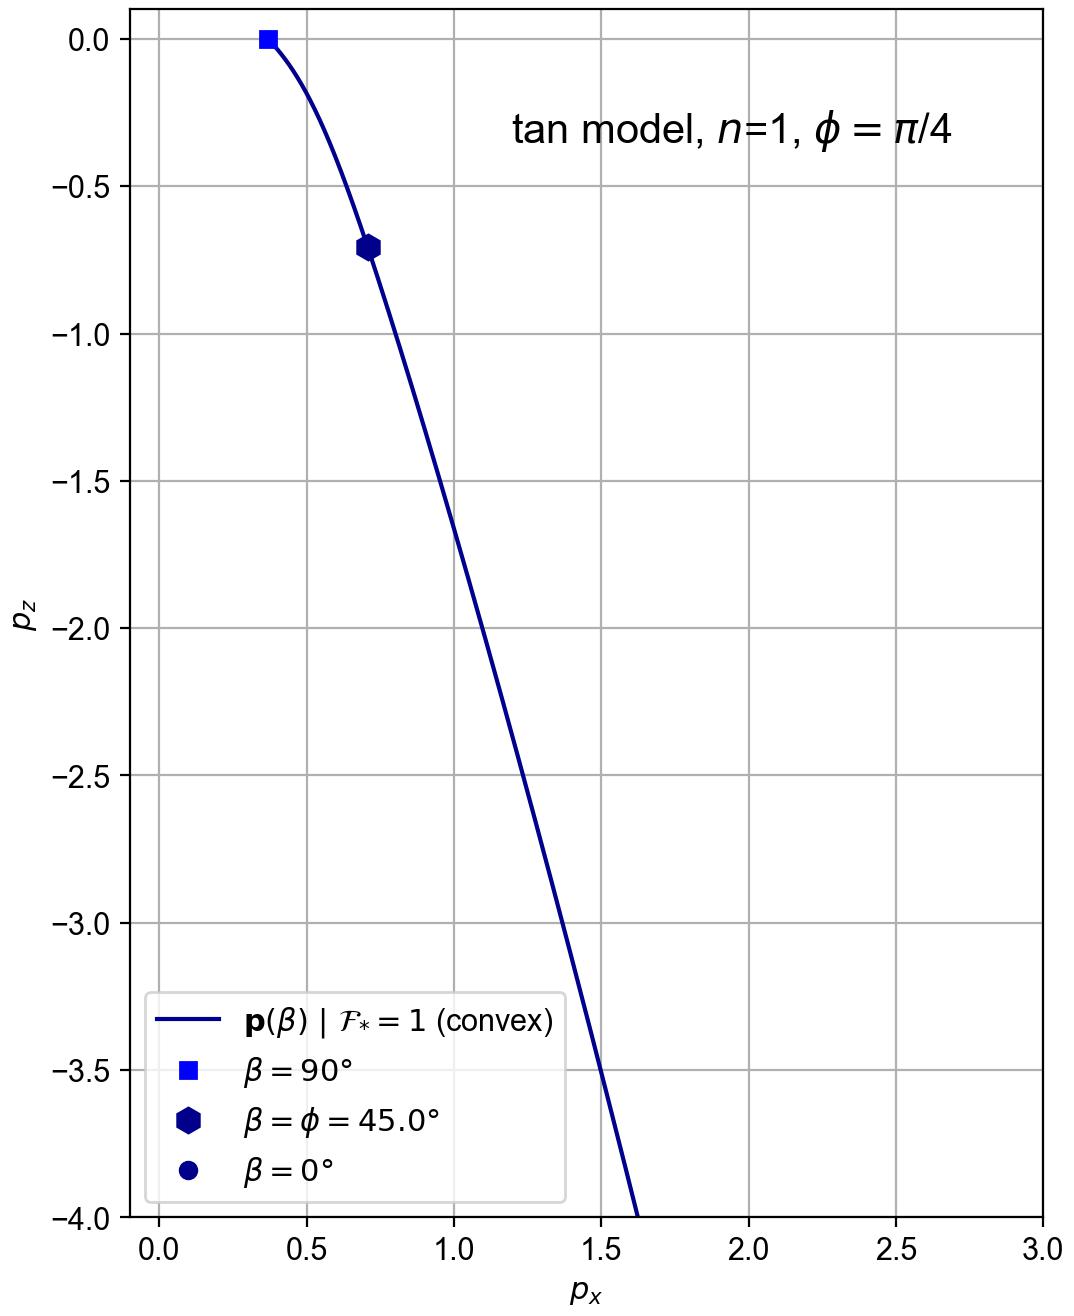 0.0
−0.5
−1.0
−1.5
−2.0
−2.5
−3.0
−3.5
−4.0
p_z
tan model, n=1, ϕ = π/4
p(β) | ℱ* = 1 (convex)
β = 90°
β = ϕ = 45.0°
β = 0°
0.0 0.5 1.0 1.5 2.0 2.5 3.0
p_x